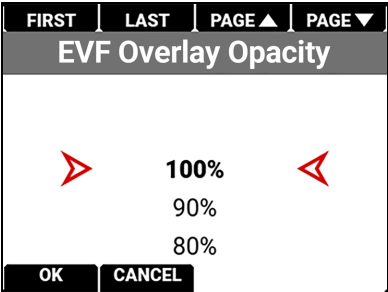 FIRST LAST PAGE▲ PAGE▼
EVF Overlay Opacity
100%
90%
80%
OK CANCEL